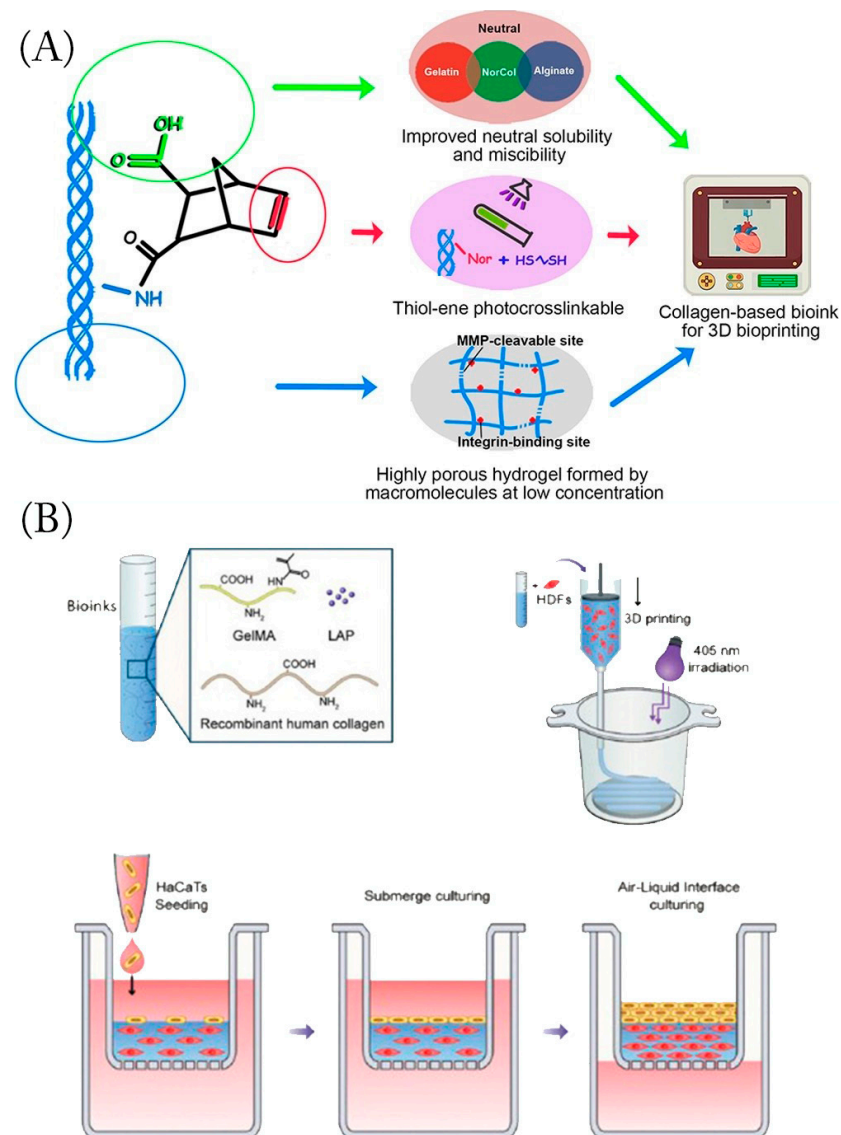 (A)
OH
O
O
NH
Neutral
Gelatin
NorCol
Alginate
Improved neutral solubility
and miscibility
Nor + HS SH
Thiol-ene photocrosslinkable
MMP-cleavable site
Integrin-binding site
Highly porous hydrogel formed by
macromolecules at low concentration
Collagen-based bioink
for 3D bioprinting
(B)
Bioinks
COOH
HN
O
NH2
GelMA
LAP
COOH
NH2
NH2
Recombinant human collagen
+
HDFs
3D printing
405 nm
irradiation
HaCaTs
Seeding
Submerge culturing
Air-Liquid Interface
culturing